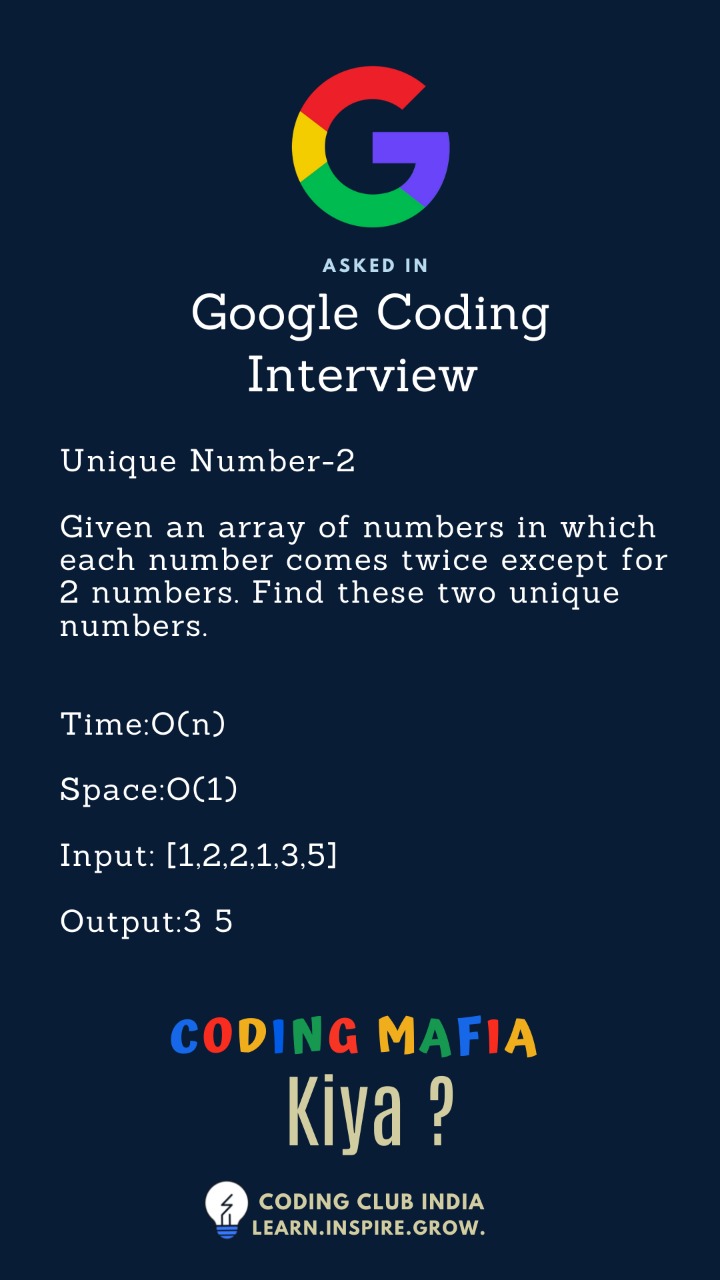 ASKED IN
Google Coding
Interview
Unique Number-2
Given an array of numbers in which
each number comes twice except for
2 numbers. Find these two unique
numbers.
Time:O(n)
Space:O(1)
Input: [1,2,2,1,3,5]
Output:3 5
CODING MAFIA
Kiya ?
CODING CLUB INDIA
LEARN.INSPIRE.GROW.